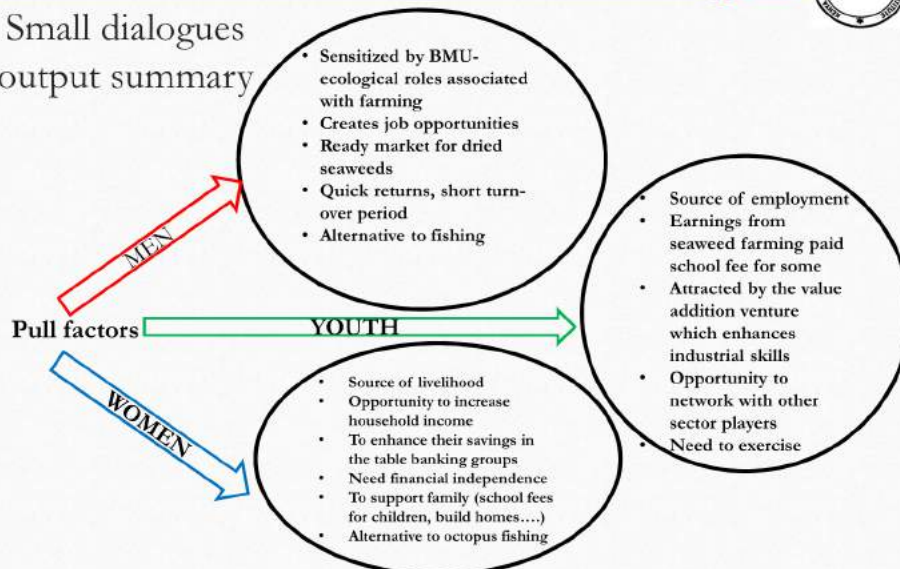 Small dialogues
output summary
• Sensitized by BMU-
ecological roles associated
with farming
• Creates job opportunities
• Ready market for dried
seaweeds
• Quick returns, short turn-
over period
• Alternative to fishing
MEN
Pull factors
YOUTH
• Source of employment
• Earnings from
seaweed farming paid
school fee for some
• Attracted by the value
addition venture
which enhances
industrial skills
• Opportunity to
network with other
sector players
• Need to exercise
WOMEN
• Source of livelihood
• Opportunity to increase
household income
• To enhance their savings in
the table banking groups
• Need financial independence
• To support family (school fees
for children, build homes....)
• Alternative to octopus fishing